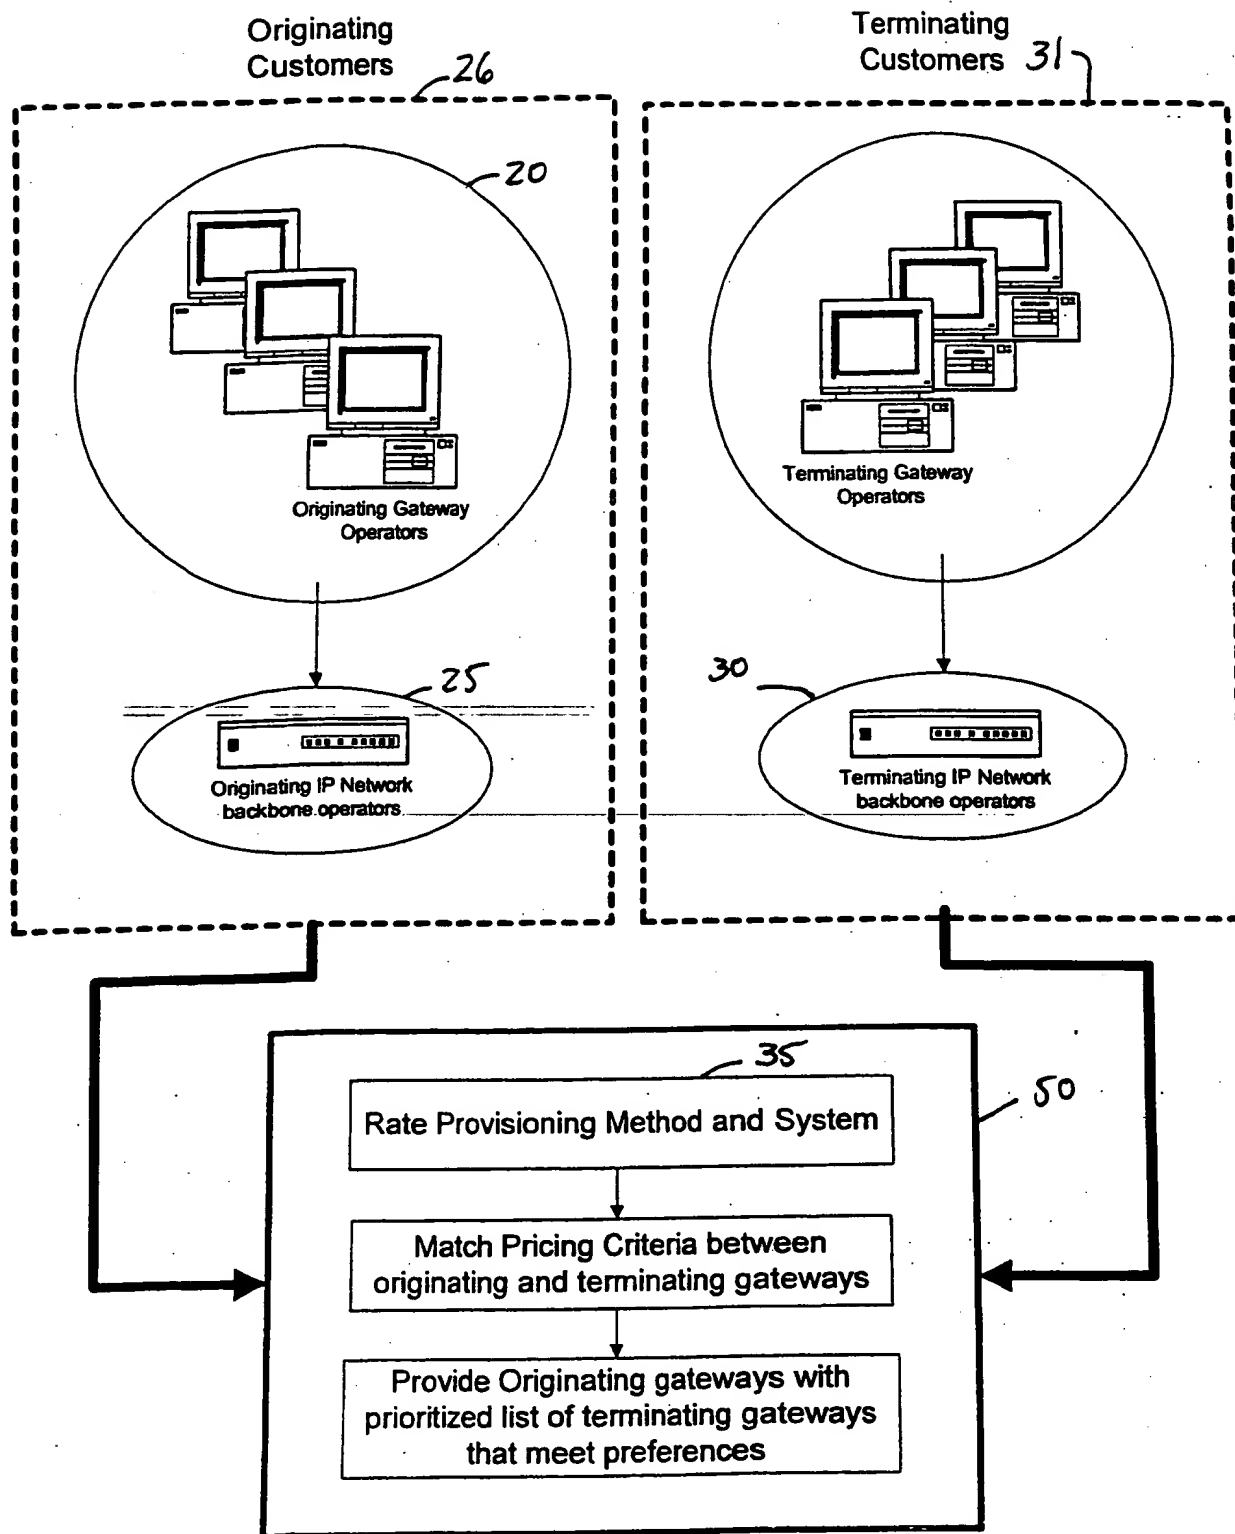 Originating
Customers
26
Terminating
Customers 31
20
Originating Gateway
Operators
Terminating Gateway
Operators
25
Originating IP Network
backbone operators
30
Terminating IP Network
backbone operators
35
50
Rate Provisioning Method and System
Match Pricing Criteria between
originating and terminating gateways
Provide Originating gateways with
prioritized list of terminating gateways
that meet preferences